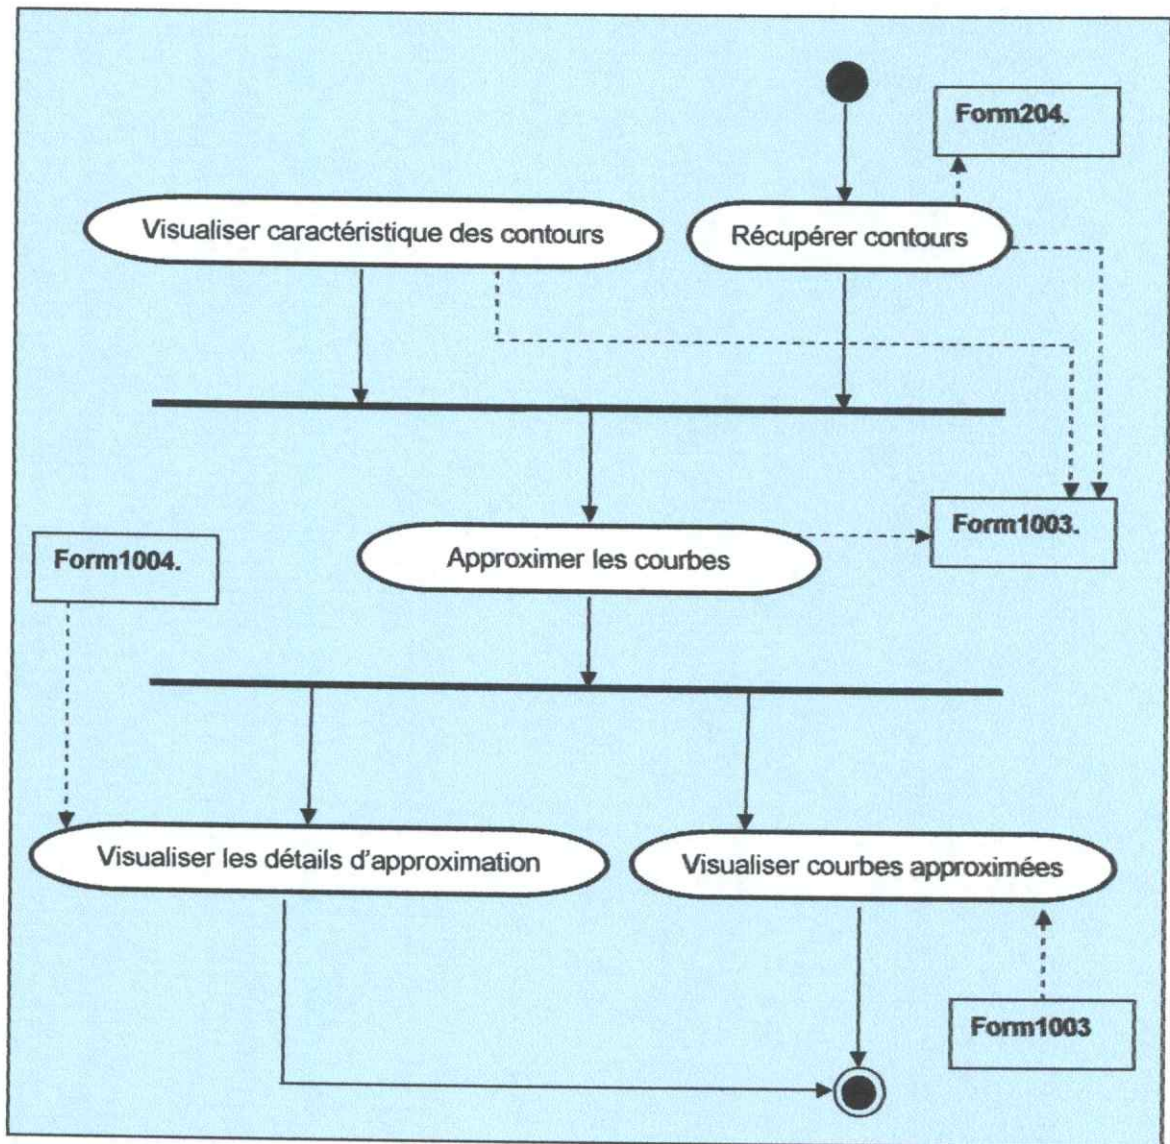 Form204.
Visualiser caractéristique des contours
Récupérer contours
Form1003.
Form1004.
Approximer les courbes
Visualiser les détails d'approximation
Visualiser courbes approximées
Form1003